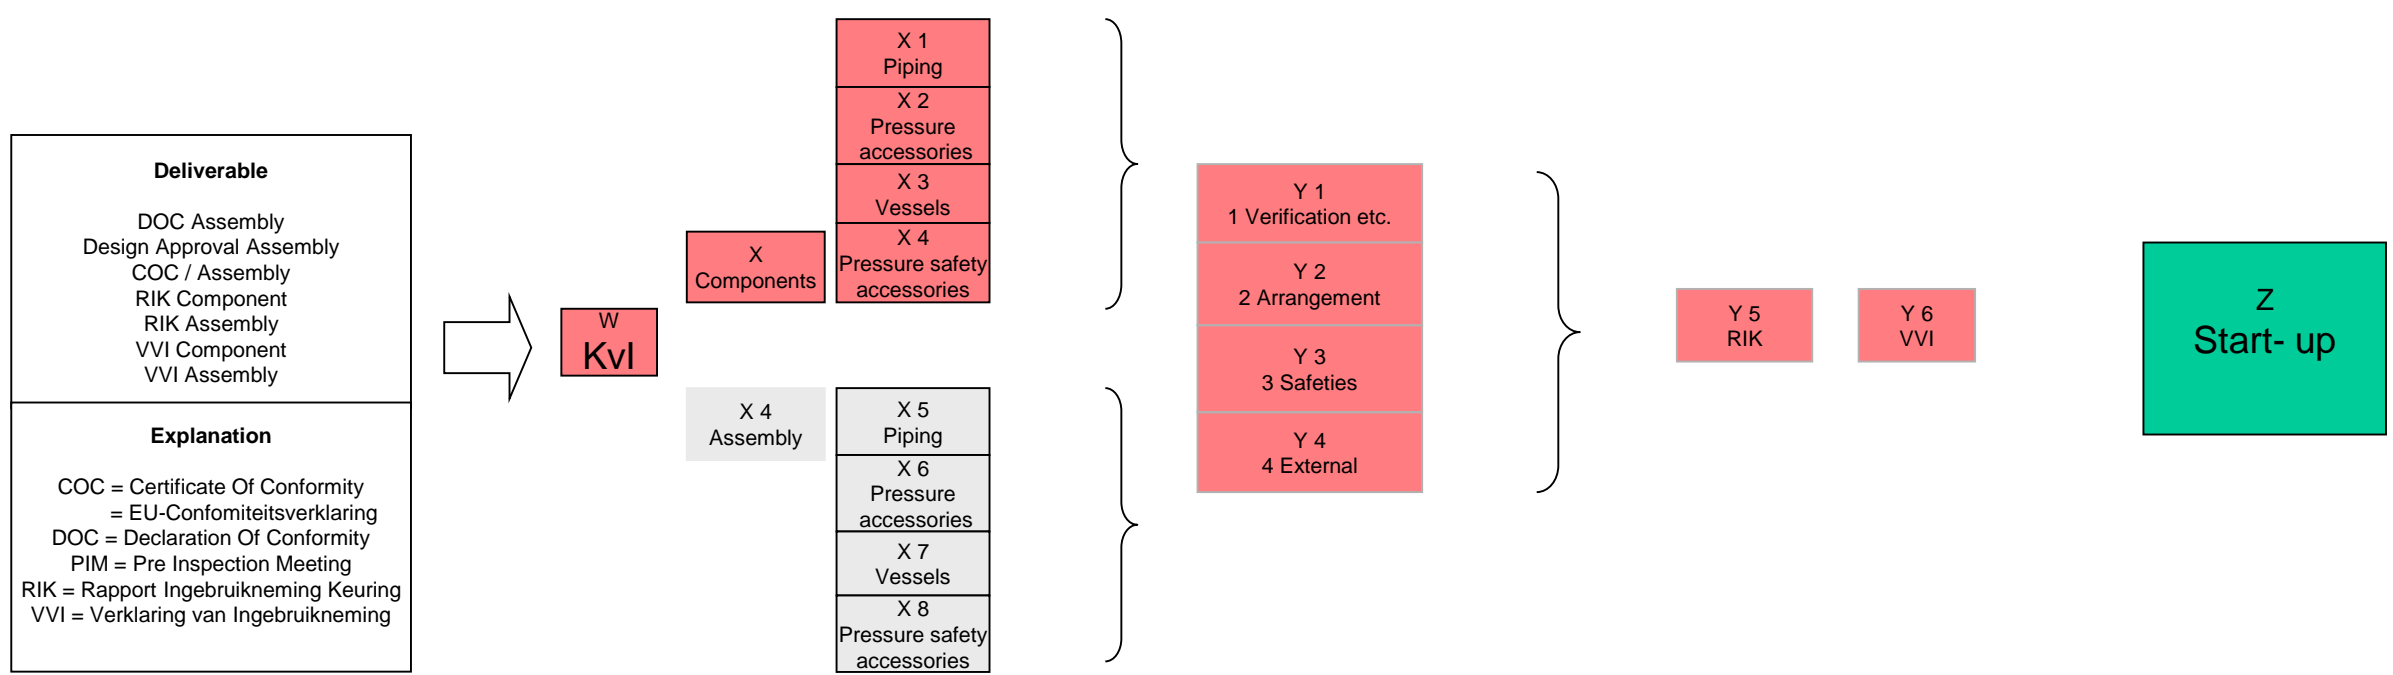 Deliverable
DOC Assembly
Design Approval Assembly
COC / Assembly
RIK Component
RIK Assembly
VVI Component
VVI Assembly
Explanation
COC = Certificate Of Conformity
= EU-Confomiteitsverklaring
DOC = Declaration Of Conformity
PIM = Pre Inspection Meeting
RIK = Rapport Ingebruikneming Keuring
VVI = Verklaring van Ingebruikneming
W
KvI
X
Components
X 1
Piping
X 2
Pressure
accessories
X 3
Vessels
X 4
Pressure safety
accessories
X 4
Assembly
X 5
Piping
X 6
Pressure
accessories
X 7
Vessels
X 8
Pressure safety
accessories
Y 1
1 Verification etc.
Y 2
2 Arrangement
Y 3
3 Safeties
Y 4
4 External
Y 5
RIK
Y 6
VVI
Z
Start- up